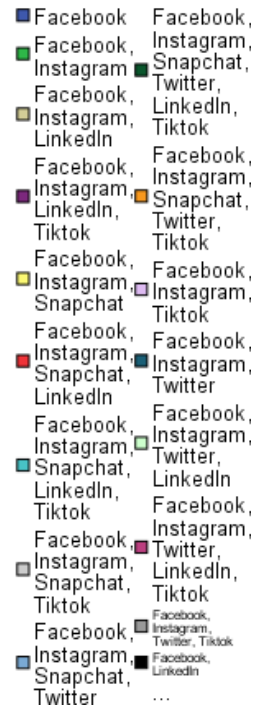 Facebook
Facebook,
Instagram
Facebook,
Instagram,
LinkedIn
Facebook,
Instagram,
LinkedIn,
Tiktok
Facebook,
Instagram,
Snapchat
Facebook,
Instagram,
Snapchat,
LinkedIn
Facebook,
Instagram,
Snapchat,
LinkedIn,
Tiktok
Facebook,
Instagram,
Snapchat,
Tiktok
Facebook,
Instagram,
Snapchat,
Twitter
Facebook,
Instagram,
Snapchat,
Twitter,
LinkedIn,
Tiktok
Facebook,
Instagram,
Snapchat,
Twitter,
Tiktok
Facebook,
Instagram,
Tiktok
Facebook,
Instagram,
Twitter
Facebook,
Instagram,
Twitter,
LinkedIn
Facebook,
Instagram,
Twitter,
LinkedIn,
Tiktok
Facebook,
Instagram,
Twitter, Tiktok
Facebook,
LinkedIn
...